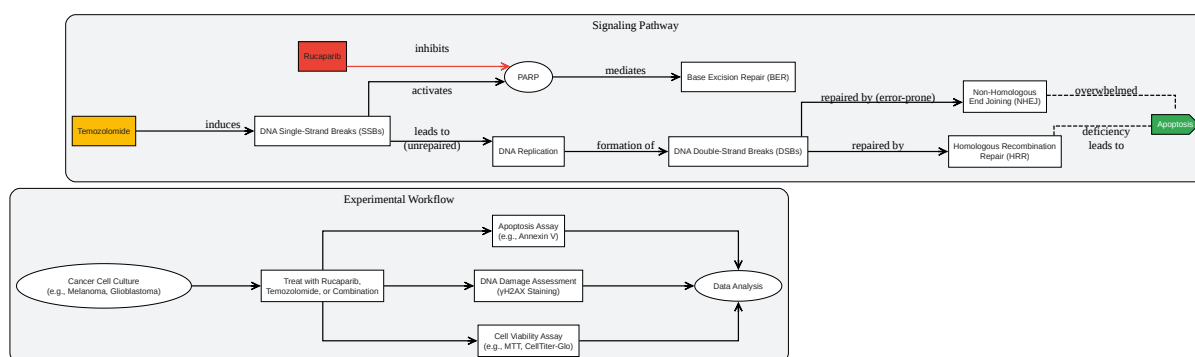 Signaling Pathway
Rucaparib
inhibits
PARP
mediates
Base Excision Repair (BER)
activates
Temozolomide
induces
DNA Single-Strand Breaks (SSBs)
leads to
(unrepaired)
DNA Replication
formation of
DNA Double-Strand Breaks (DSBs)
repaired by (error-prone)
Non-Homologous
End Joining (NHEJ)
overwhelmed
repaired by
Homologous Recombination
Repair (HRR)
deficiency
leads to
Apoptosis
Experimental Workflow
Cancer Cell Culture
(e.g., Melanoma, Glioblastoma)
Treat with Rucaparib,
Temozolomide, or Combination
Apoptosis Assay
(e.g., Annexin V)
DNA Damage Assessment
(γH2AX Staining)
Cell Viability Assay
(e.g., MTT, CellTiter-Glo)
Data Analysis